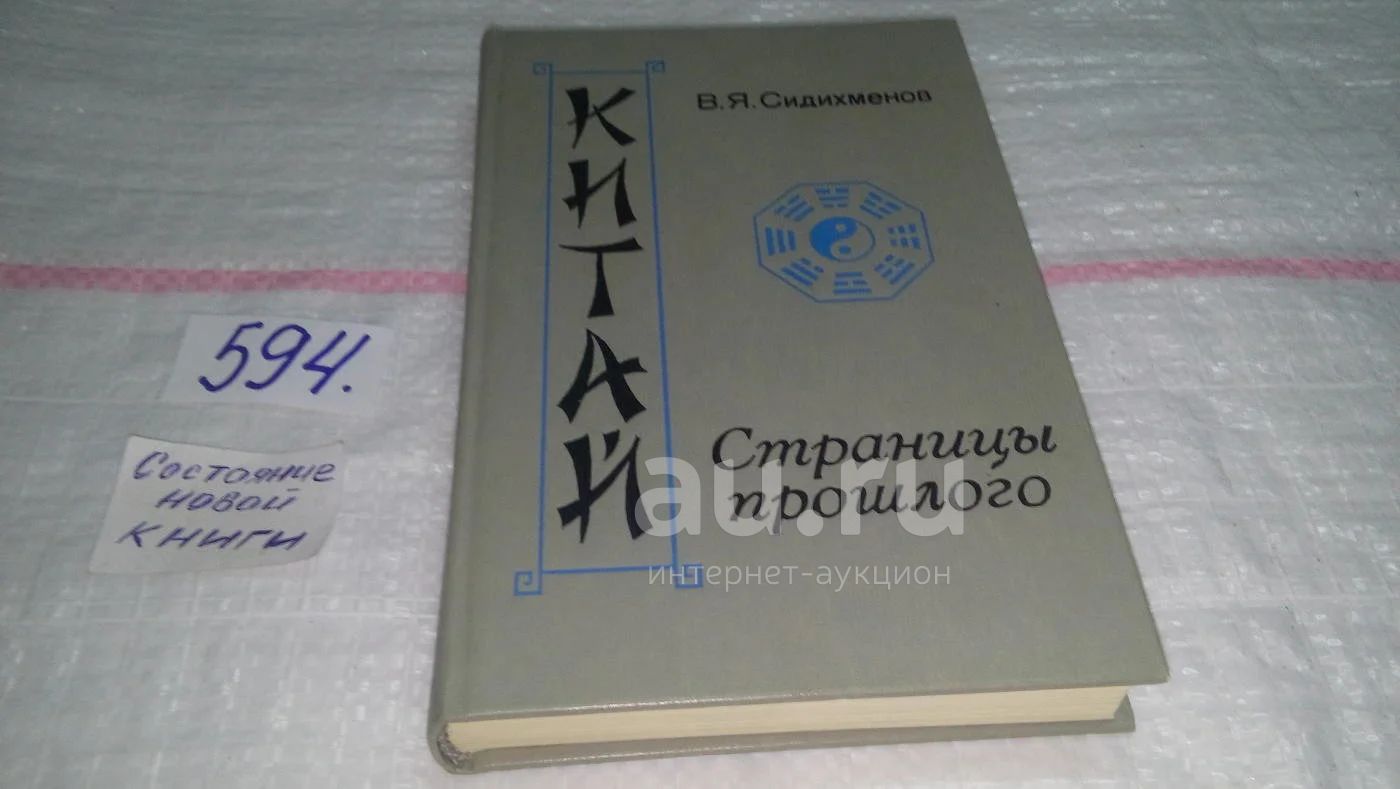 В.Я.Сидихменов
КИТАЙ
Страницы
прошлого
594.
Состояние
новой
книги
au.ru
интернет-аукцион